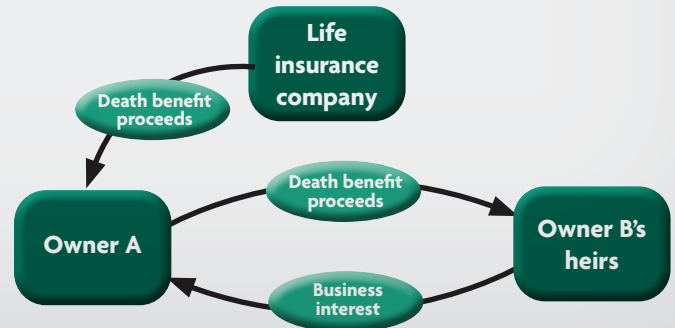 Life
insurance
company
Death benefit
proceeds
Death benefit
proceeds
Owner A
Owner B's
heirs
Business
interest